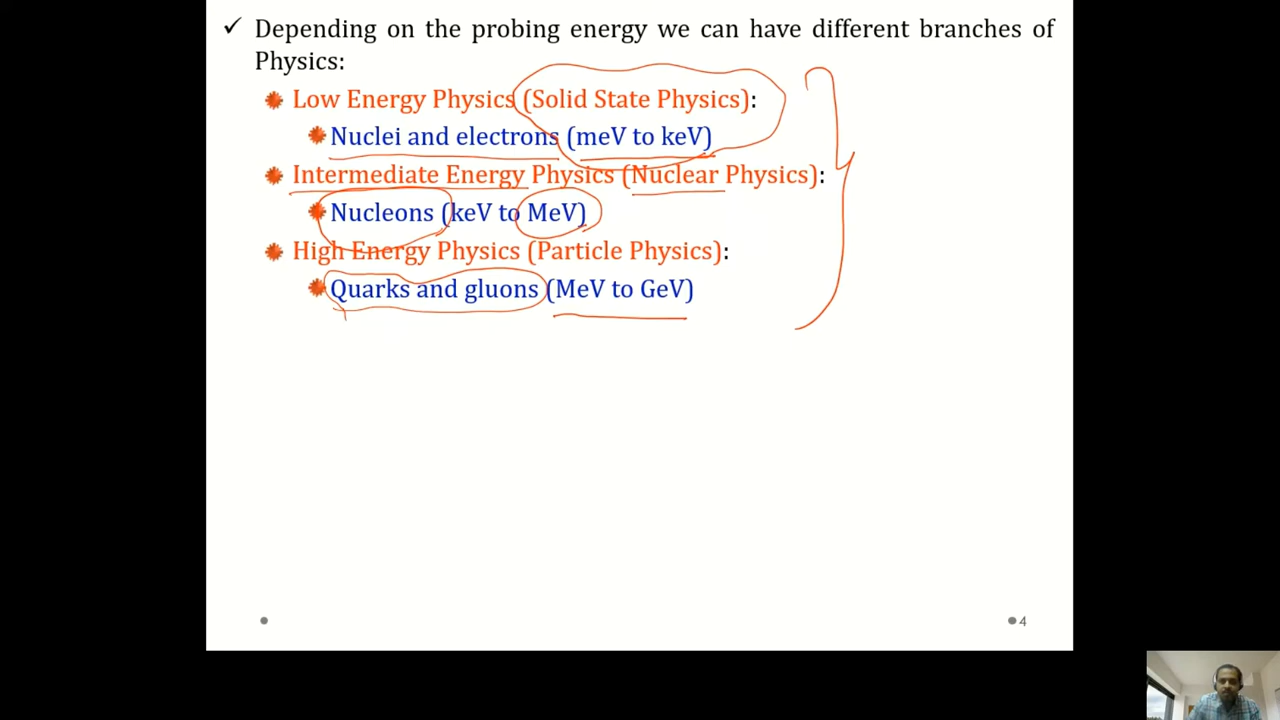 ✓ Depending on the probing energy we can have different branches of
Physics:
Low Energy Physics (Solid State Physics):
Nuclei and electrons (meV to keV)
Intermediate Energy Physics (Nuclear Physics):
Nucleons (keV to MeV)
High Energy Physics (Particle Physics):
Quarks and gluons (MeV to GeV)
4